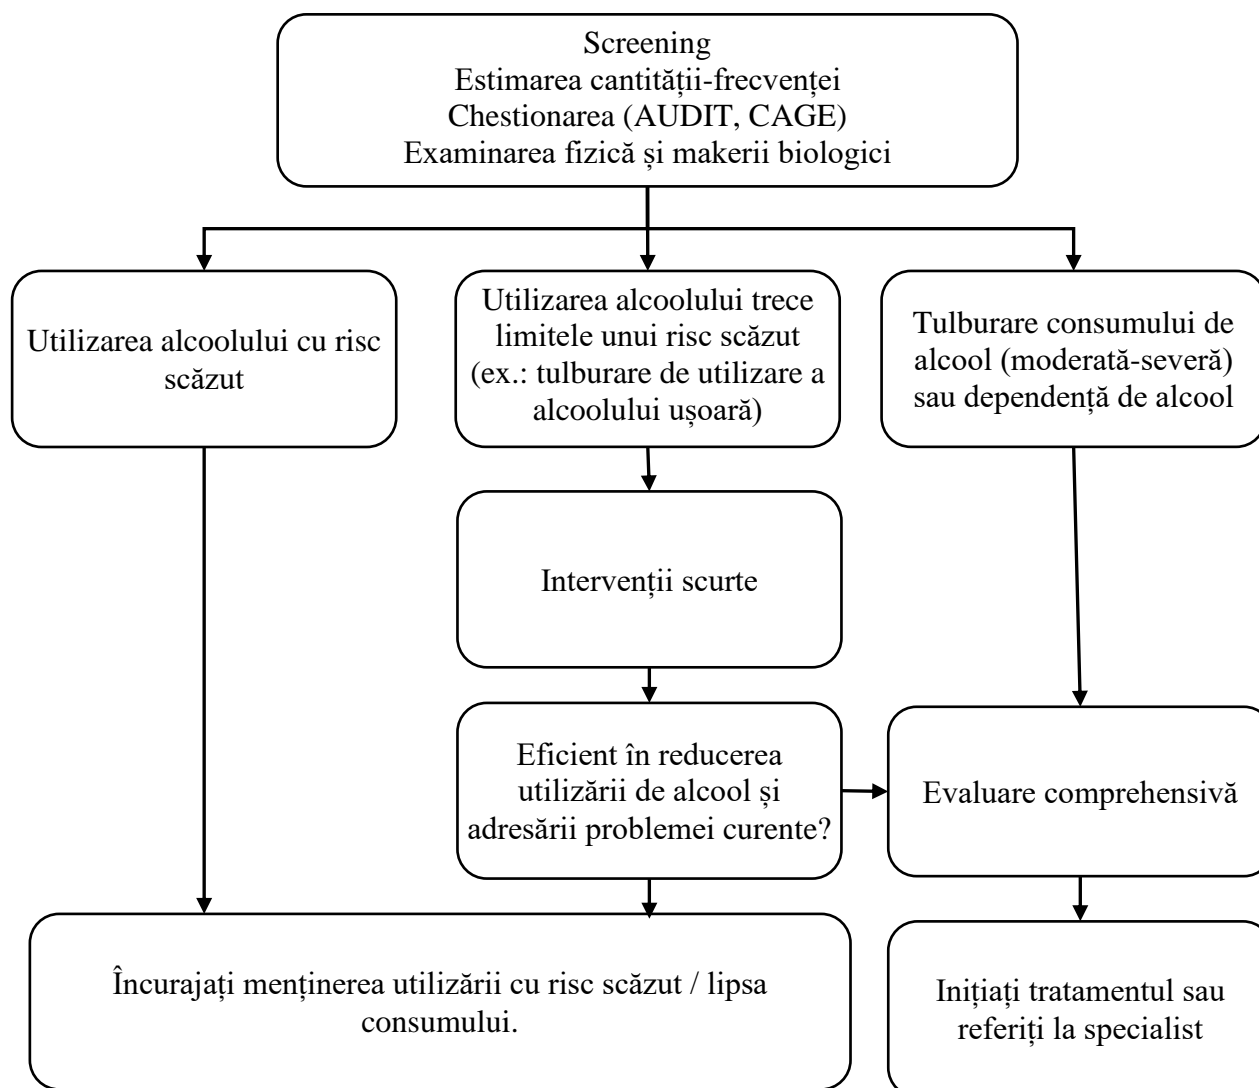 Screening
Estimarea cantității-frecvenței
Chestionarea (AUDIT, CAGE)
Examinarea fizică și makerii biologici
Utilizarea alcoolului cu risc
scăzut
Utilizarea alcoolului trece
limitele unui risc scăzut
(ex.: tulburare de utilizare a
alcoolului ușoară)
Tulburare consumului de
alcool (moderată-severă)
sau dependență de alcool
Intervenții scurte
Eficient în reducerea
utilizării de alcool și
adresării problemei curente?
Evaluare comprehensivă
Încurajați menținerea utilizării cu risc scăzut / lipsa
consumului.
Inițiați tratamentul sau
referiți la specialist